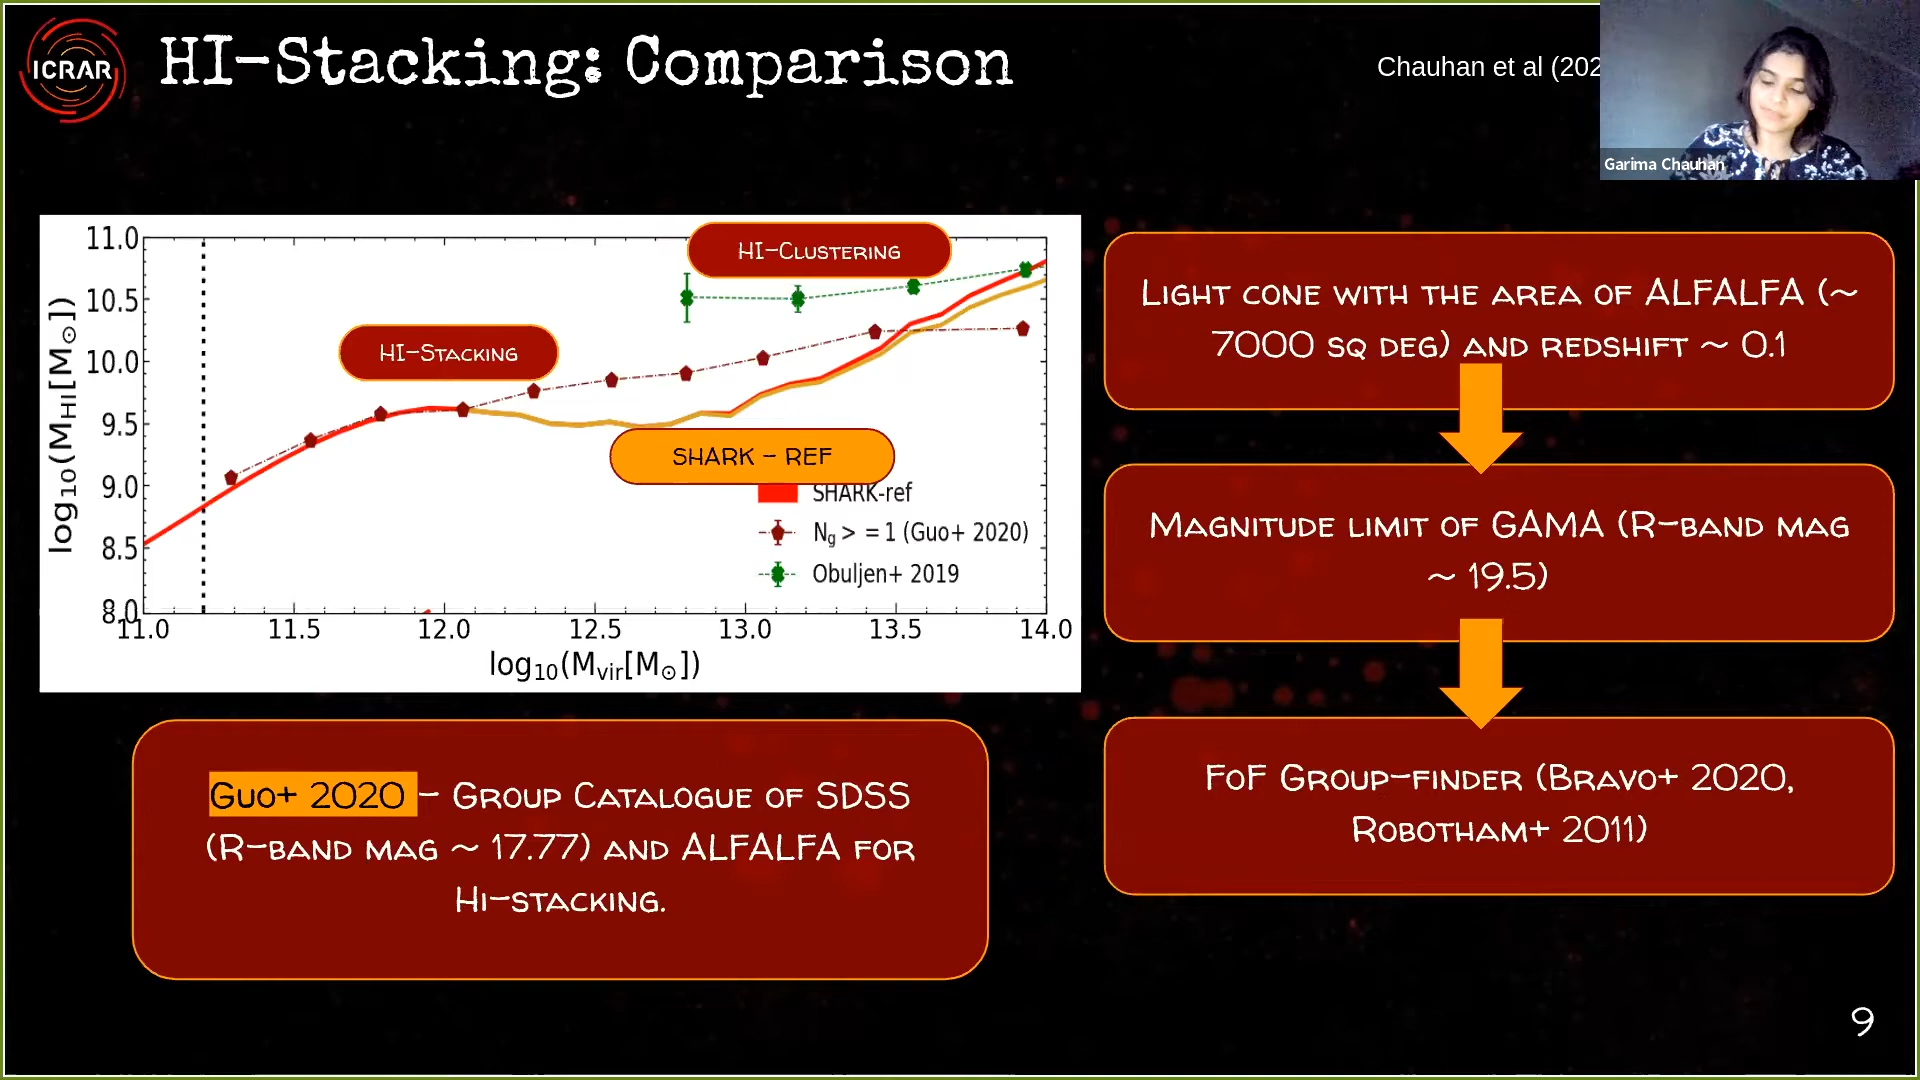 ICRAR
HI-Stacking: Comparison
Chauhan et al (202
Garima Chauhan
HI-Clustering
HI-Stacking
SHARK - REF
SHARK-ref
Ng > = 1 (Guo+ 2020)
Obuljen+ 2019
11.0
10.5
10.0
9.5
9.0
8.5
8.0
log10(MHI[M⊙])
11.0 11.5 12.0 12.5 13.0 13.5 14.0
log10(Mvir[M⊙])
Light cone with the area of ALFALFA (~
7000 sq deg) and redshift ~ 0.1
Magnitude limit of GAMA (R-band mag
~ 19.5)
FoF Group-finder (Bravo+ 2020,
Robotham+ 2011)
Guo+ 2020 - Group Catalogue of SDSS
(R-band mag ~ 17.77) and ALFALFA for
Hi-stacking.
9